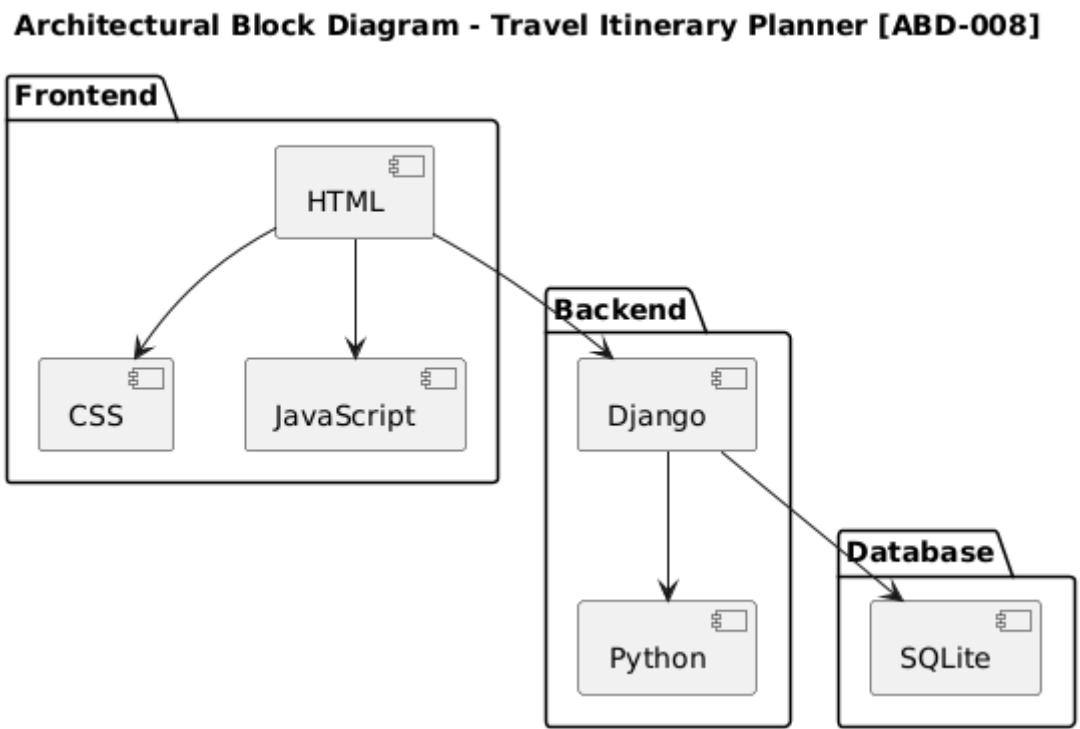 Architectural Block Diagram - Travel Itinerary Planner [ABD-008]
Frontend
HTML
CSS
JavaScript
Backend
Django
Python
Database
SQLite